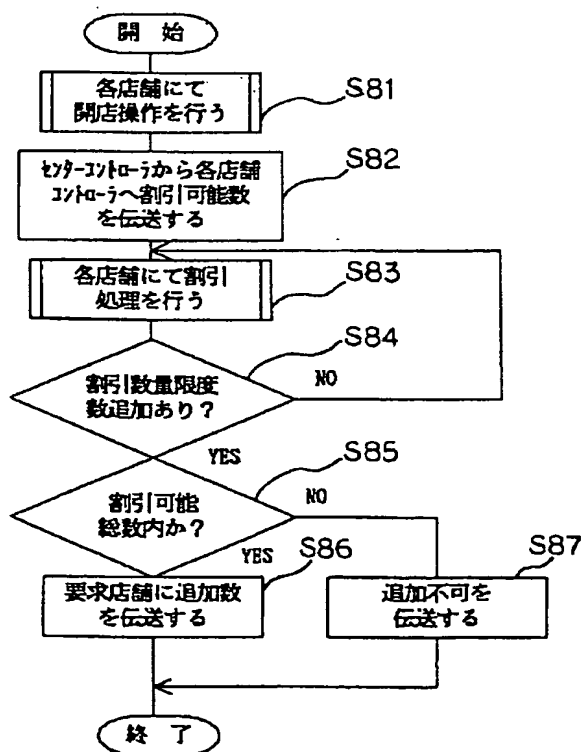 開 始
各店舗にて
開店操作を行う
S81
センターコントローラから各店舗
コントローラへ割引可能数
を伝送する
S82
各店舗にて割引
処理を行う
S83
割引数量限度
数追加あり？
S84
NO
YES
割引可能
総数内か？
S85
NO
YES
要求店舗に追加数
を伝送する
S86
追加不可を
伝送する
S87
終 了